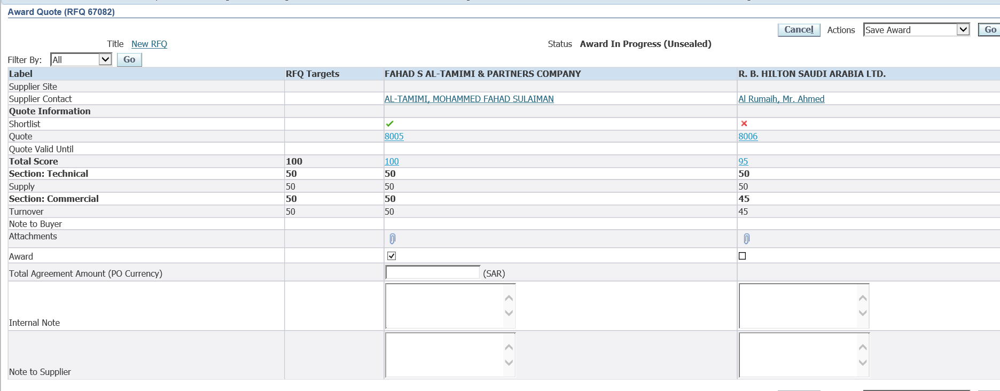 Award Quote (RFQ 67082)
Cancel Actions Save Award Go
Title New RFQ Status Award In Progress (Unsealed)
Filter By: All Go
Label RFQ Targets FAHAD S AL-TAMIMI & PARTNERS COMPANY R. B. HILTON SAUDI ARABIA LTD.
Supplier Site
Supplier Contact AL-TAMIMI, MOHAMMED FAHAD SULAIMAN Al Rumaih, Mr. Ahmed
Quote Information
Shortlist
Quote 8005 8006
Quote Valid Until
Total Score 100 100 95
Section: Technical 50 50 50
Supply 50 50 50
Section: Commercial 50 50 45
Turnover 50 50 45
Note to Buyer
Attachments
Award
Total Agreement Amount (PO Currency) (SAR)
Internal Note
Note to Supplier